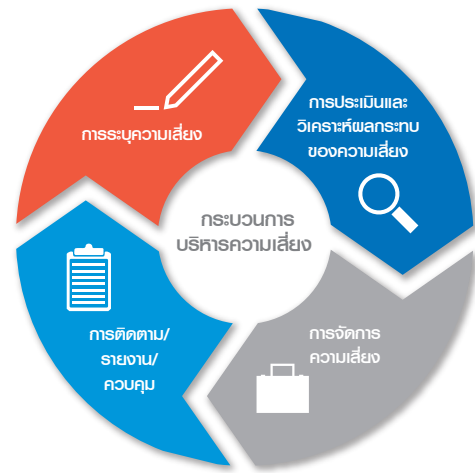 การระบุความเสี่ยง
การประเมินและ
วิเคราะห์ผลกระทบ
ของความเสี่ยง
กระบวนการ
บริหารความเสี่ยง
การจัดการ
ความเสี่ยง
การติดตาม/
รายงาน/
ควบคุม